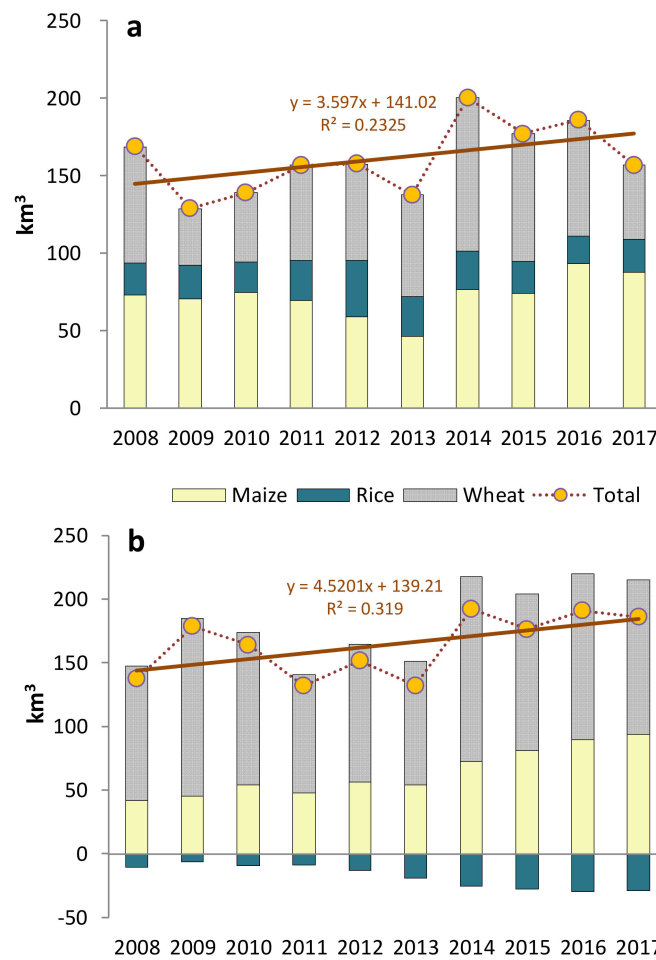 a
250
200
150
100
50
0
km³
y = 3.597x + 141.02
R² = 0.2325
2008 2009 2010 2011 2012 2013 2014 2015 2016 2017
Maize Rice Wheat Total
b
250
200
150
100
50
0
-50
km³
y = 4.5201x + 139.21
R² = 0.319
2008 2009 2010 2011 2012 2013 2014 2015 2016 2017